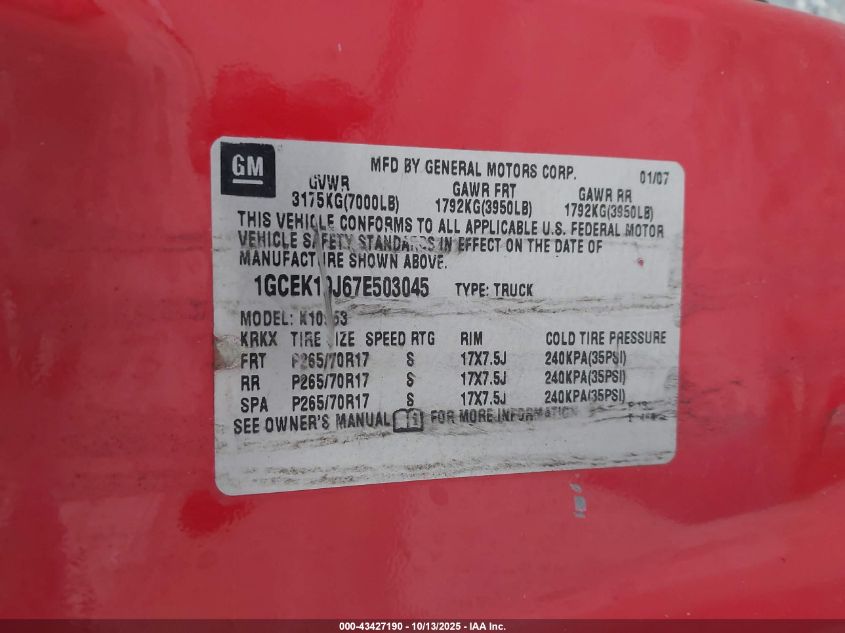 GM
MFD BY GENERAL MOTORS CORP. 01/07
GVWR GAWR FRT GAWR RR
3175KG(7000LB) 1792KG(3950LB) 1792KG(3950LB)
THIS VEHICLE CONFORMS TO ALL APPLICABLE U.S. FEDERAL MOTOR
VEHICLE SAFETY STANDARDS IN EFFECT ON THE DATE OF
MANUFACTURE SHOWN ABOVE.
TYPE: TRUCK
MODEL:
KRKX TIRE SIZE SPEED RTG RIM COLD TIRE PRESSURE
FRT P265/70R17 S 17X7.5J 240KPA(35PSI)
RR P265/70R17 S 17X7.5J 240KPA(35PSI)
SPA P265/70R17 S 17X7.5J 240KPA(35PSI)
SEE OWNER'S MANUAL FOR MORE INFORMATION
000-43427190 - 10/13/2025 - IAA Inc.